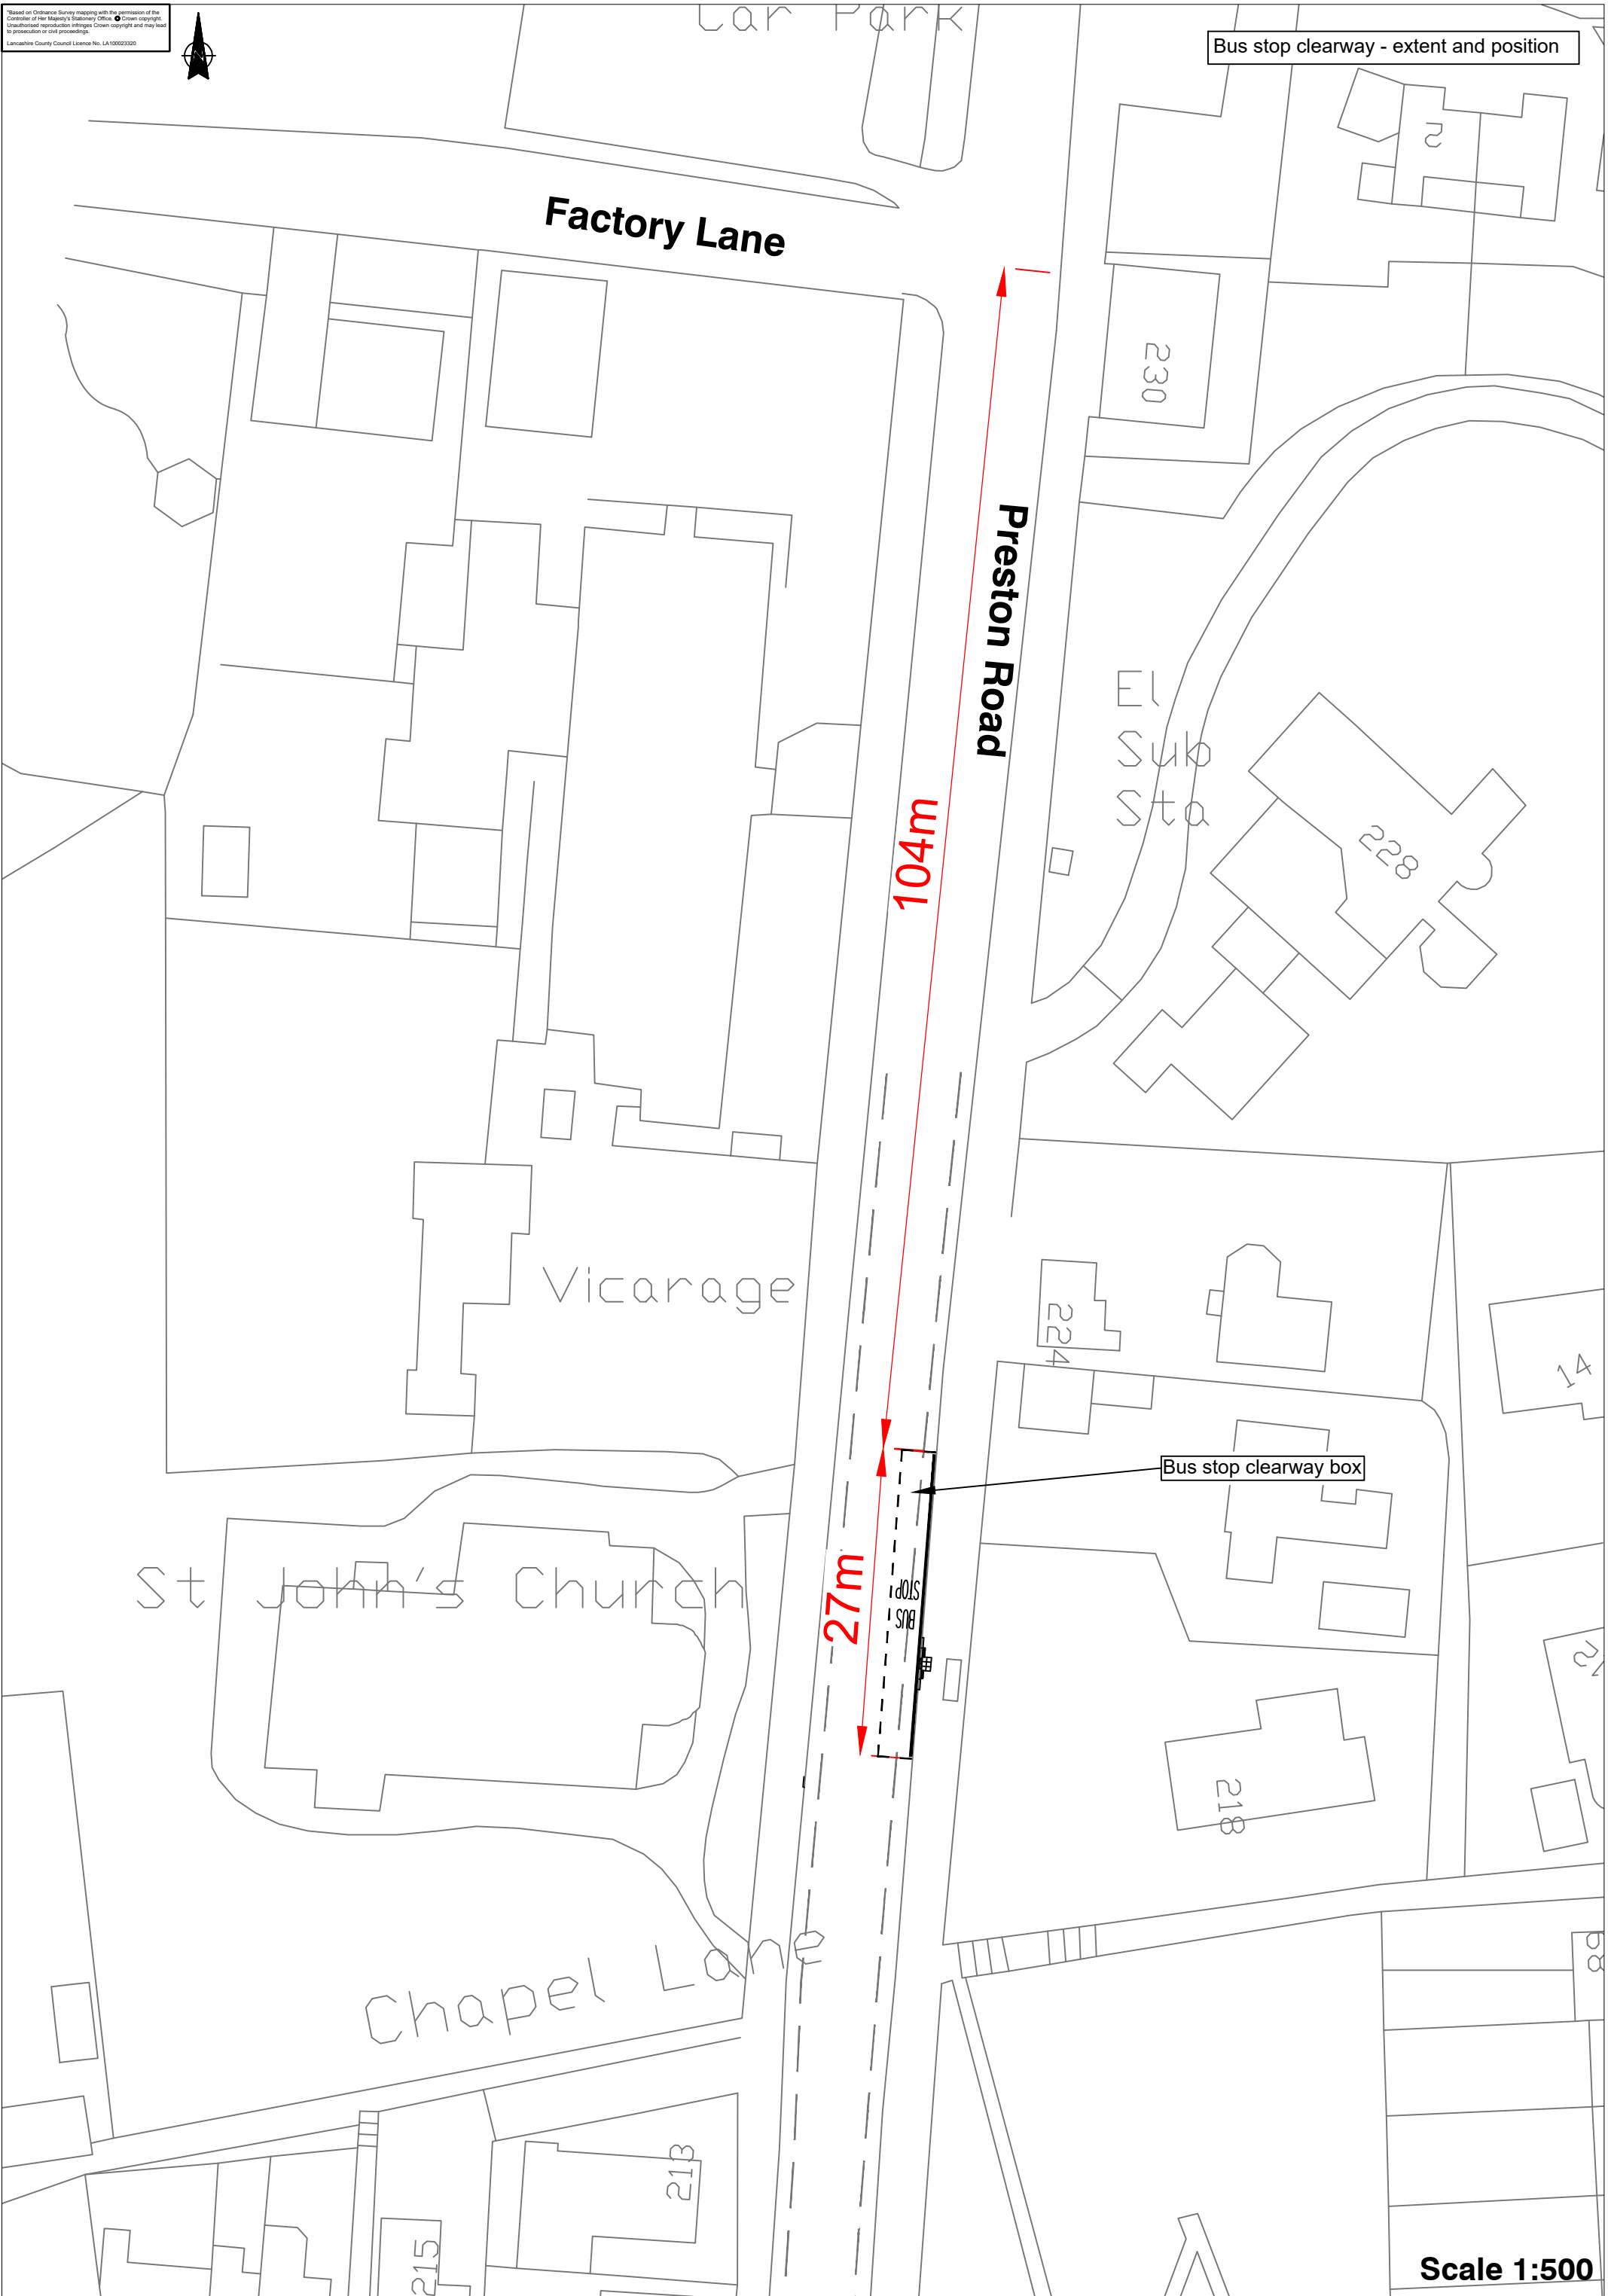 "Based on Ordnance Survey mapping with the permission of the
Controller of Her Majesty's Stationery Office. © Crown copyright.
Unauthorised reproduction infringes Crown copyright and may lead
to prosecution or civil proceedings.
Lancashire County Council Licence No. LA100023320
Car Park
Bus stop clearway - extent and position
Factory Lane
230
Preston Road
El
Sub
Sta
104m
228
Vicarage
224
14
Bus stop clearway box
St John's Church
27m
BUS
STOP
218
Chapel Lane
213
215
Scale 1:500